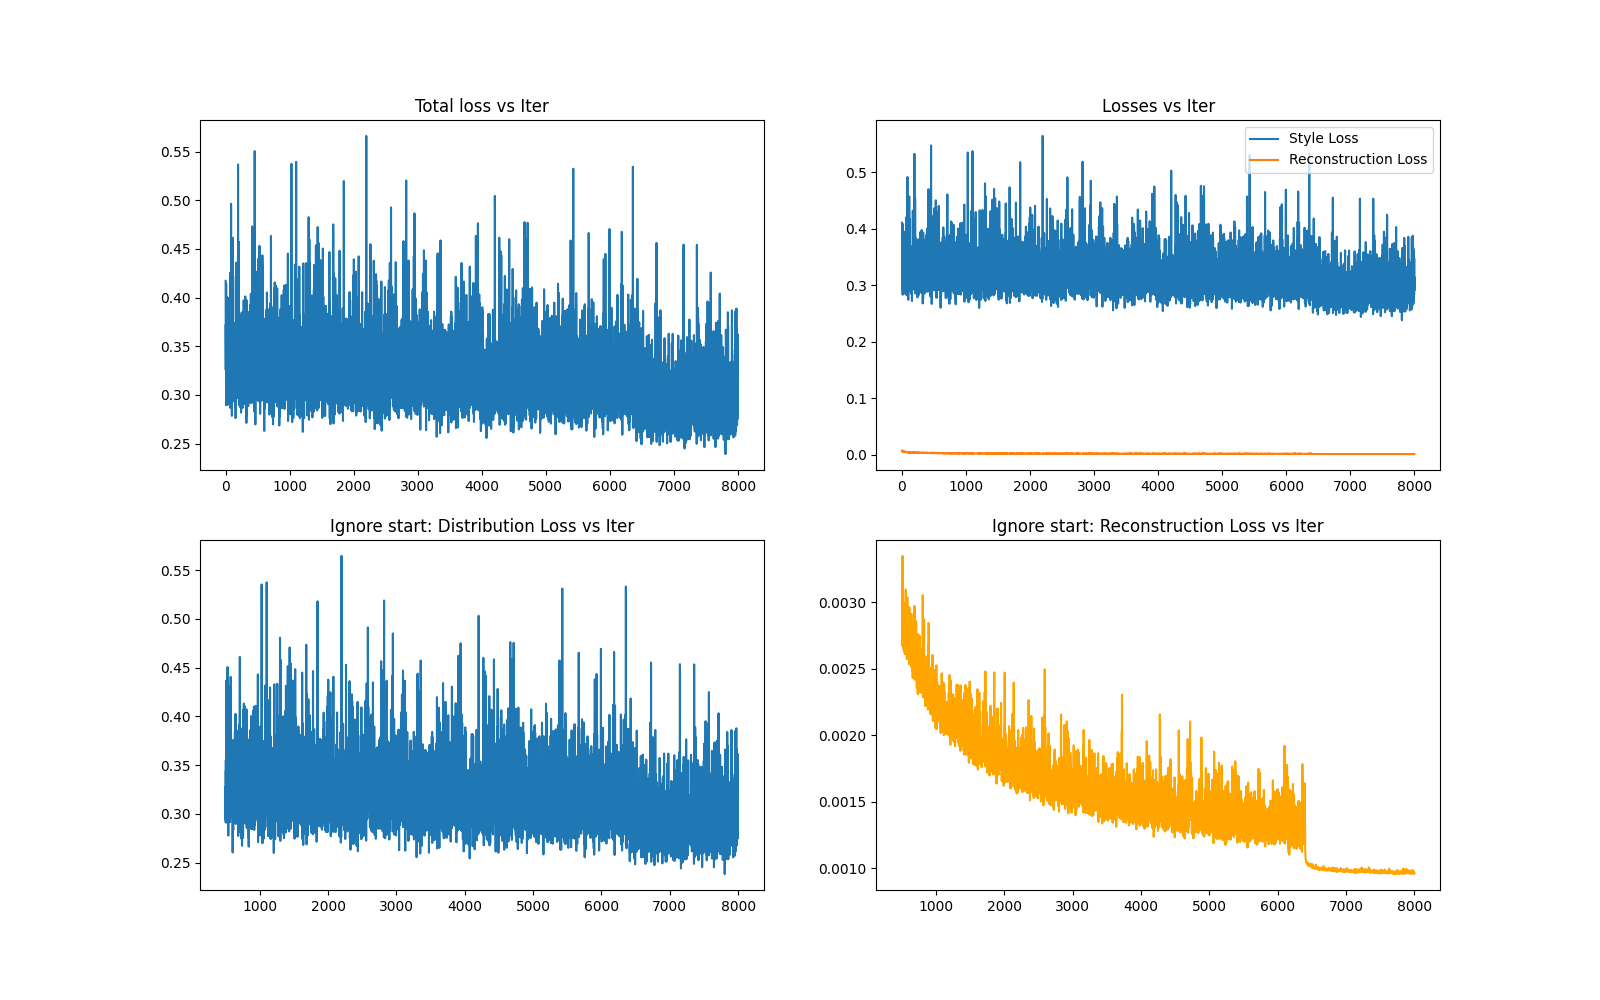 Total loss vs Iter
0.55
0.50
0.45
0.40
0.35
0.30
0.25
0 1000 2000 3000 4000 5000 6000 7000 8000
Losses vs Iter
Style Loss
Reconstruction Loss
0.5
0.4
0.3
0.2
0.1
0.0
0 1000 2000 3000 4000 5000 6000 7000 8000
Ignore start: Distribution Loss vs Iter
0.55
0.50
0.45
0.40
0.35
0.30
0.25
1000 2000 3000 4000 5000 6000 7000 8000
Ignore start: Reconstruction Loss vs Iter
0.0030
0.0025
0.0020
0.0015
0.0010
1000 2000 3000 4000 5000 6000 7000 8000